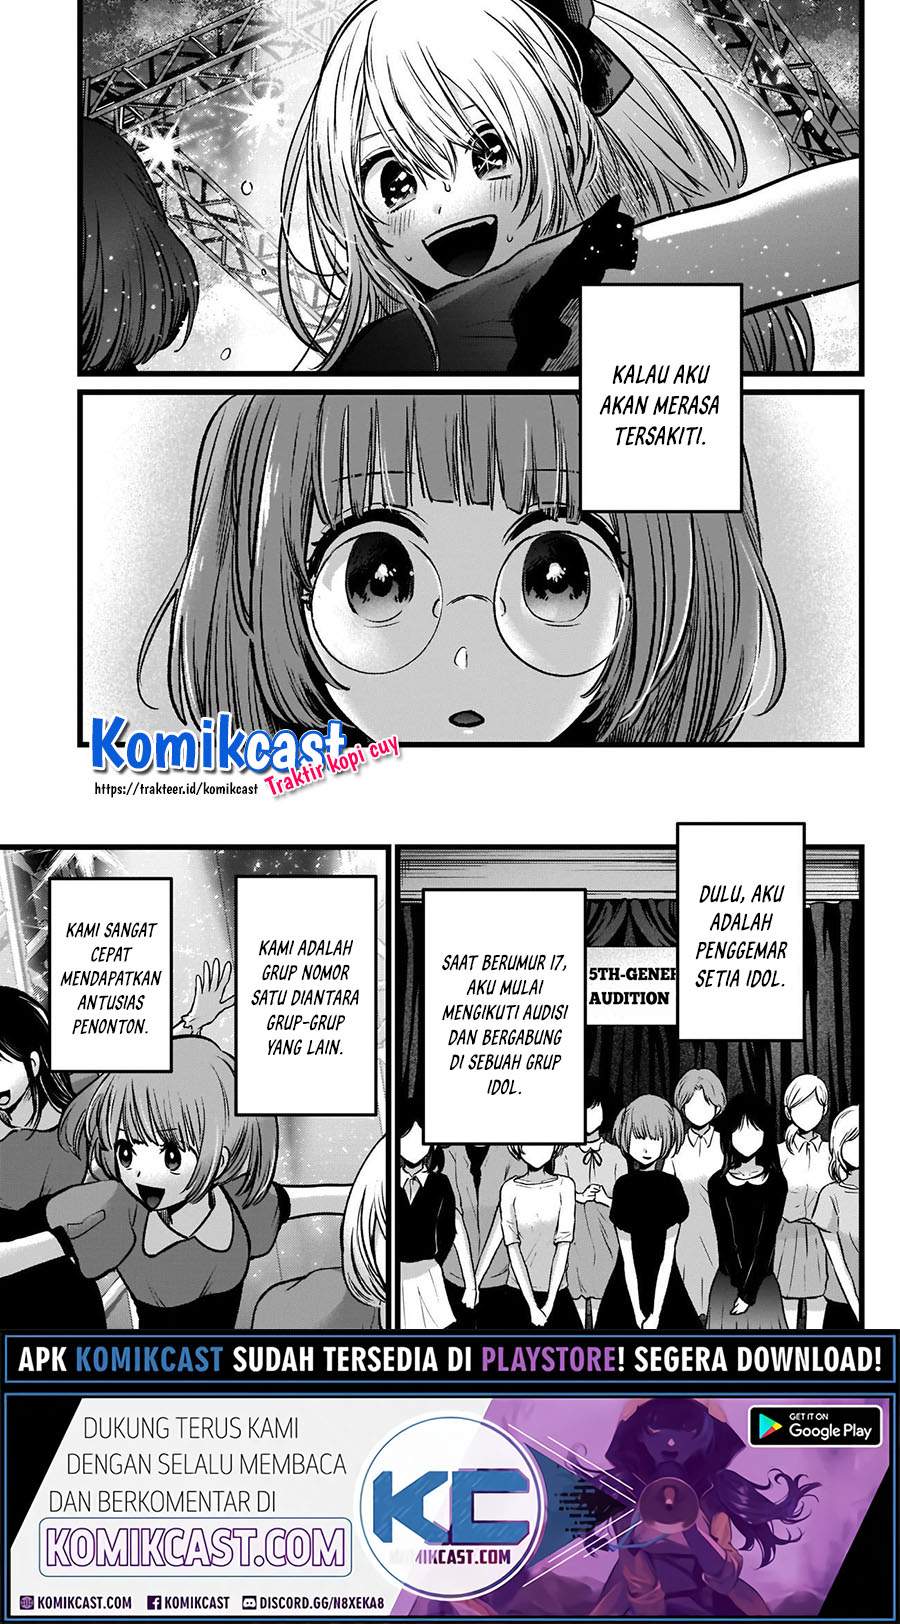 KALAU AKU
AKAN MERASA
TERSAKITI.
Komikcast
Traktir kopi cuy
https://trakteer.id/komikcast
DULU, AKU
ADALAH
PENGGEMAR
SETIA IDOL.
5TH-GENER
AUDITION
SAAT BERUMUR 17,
AKU MULAI
MENGIKUTI AUDISI
DAN BERGABUNG
DI SEBUAH GRUP
IDOL.
KAMI ADALAH
GRUP NOMOR
SATU DIANTARA
GRUP-GRUP
YANG LAIN.
KAMI SANGAT
CEPAT
MENDAPATKAN
ANTUSIAS
PENONTON.
APK KOMIKCAST SUDAH TERSEDIA DI PLAYSTORE! SEGERA DOWNLOAD!
DUKUNG TERUS KAMI
DENGAN SELALU MEMBACA
DAN BERKOMENTAR DI
KOMIKCAST.COM
KC
KOMIKCAST.COM
GET IT ON
Google Play
KOMIKCAST.COM
KOMIKCAST
DISCORD.GG/N8XEKA8